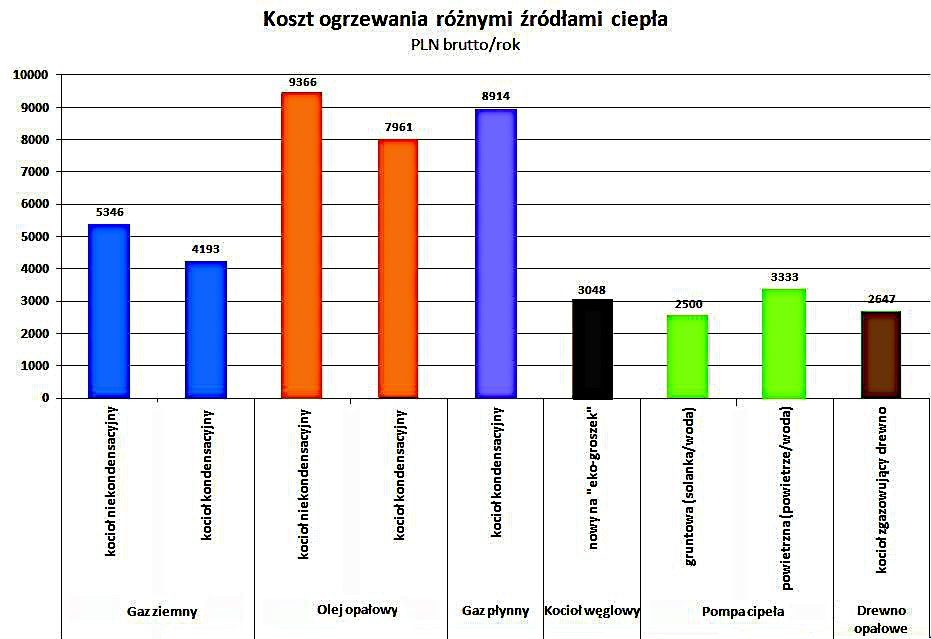 Koszt ogrzewania różnymi źródłami ciepła
PLN brutto/rok
10000
9000
8000
7000
6000
5000
4000
3000
2000
1000
0
5346
4193
9366
7961
8914
3048
2500
3333
2647
kocioł niekondensacyjny
kocioł kondensacyjny
kocioł niekondensacyjny
kocioł kondensacyjny
kocioł kondensacyjny
nowy na "eko-groszek"
gruntowa (solanka/woda)
powietrzna (powietrze/woda)
kocioł zgazowujący drewno
Gaz ziemny
Olej opałowy
Gaz płynny
Kocioł węglowy
Pompa cipeła
Drewno
opałowe